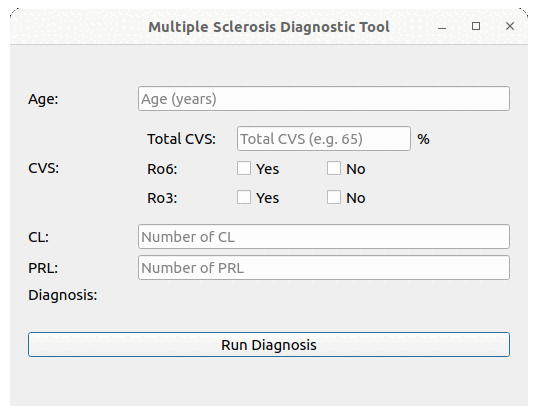 Multiple Sclerosis Diagnostic Tool
Age: Age (years)
Total CVS: Total CVS (e.g. 65) %
CVS: Ro6: Yes No
Ro3: Yes No
CL: Number of CL
PRL: Number of PRL
Diagnosis:
Run Diagnosis